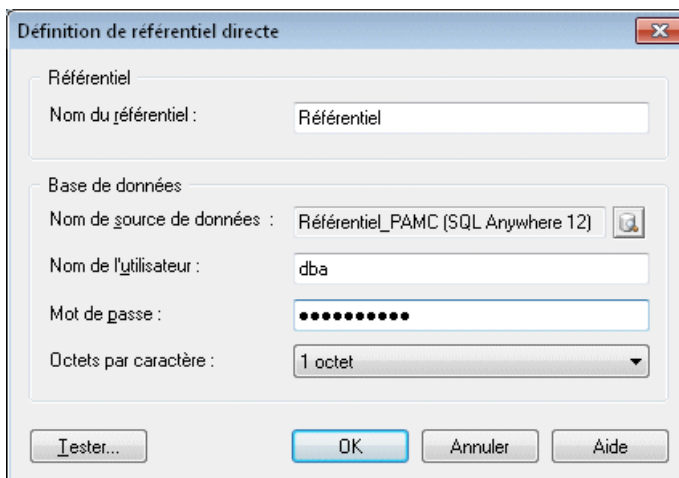 Définition de référentiel directe
Référentiel
Nom du référentiel : Référentiel
Base de données
Nom de source de données : Référentiel_PAMC (SQL Anywhere 12)
Nom de l'utilisateur : dba
Mot de passe : ●●●●●●●●●●
Octets par caractère : 1 octet
Tester... OK Annuler Aide